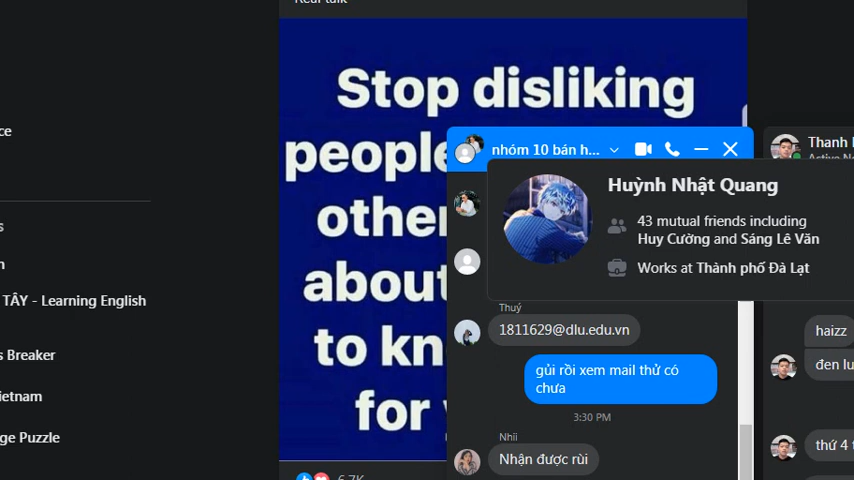 ce
s
n
TÂY - Learning English
s Breaker
ietnam
ge Puzzle
Stop disliking
people
other
about
to kn
for
nhóm 10 bán h...
Thanh
Huỳnh Nhật Quang
43 mutual friends including
Huy Cường and Sáng Lê Văn
Works at Thành phố Đà Lạt
Thuý
1811629@dlu.edu.vn
gủi rồi xem mail thử có
chưa
3:30 PM
Nhii
Nhận được rùi
6.7K
haizz
đen lu
thứ 4 t